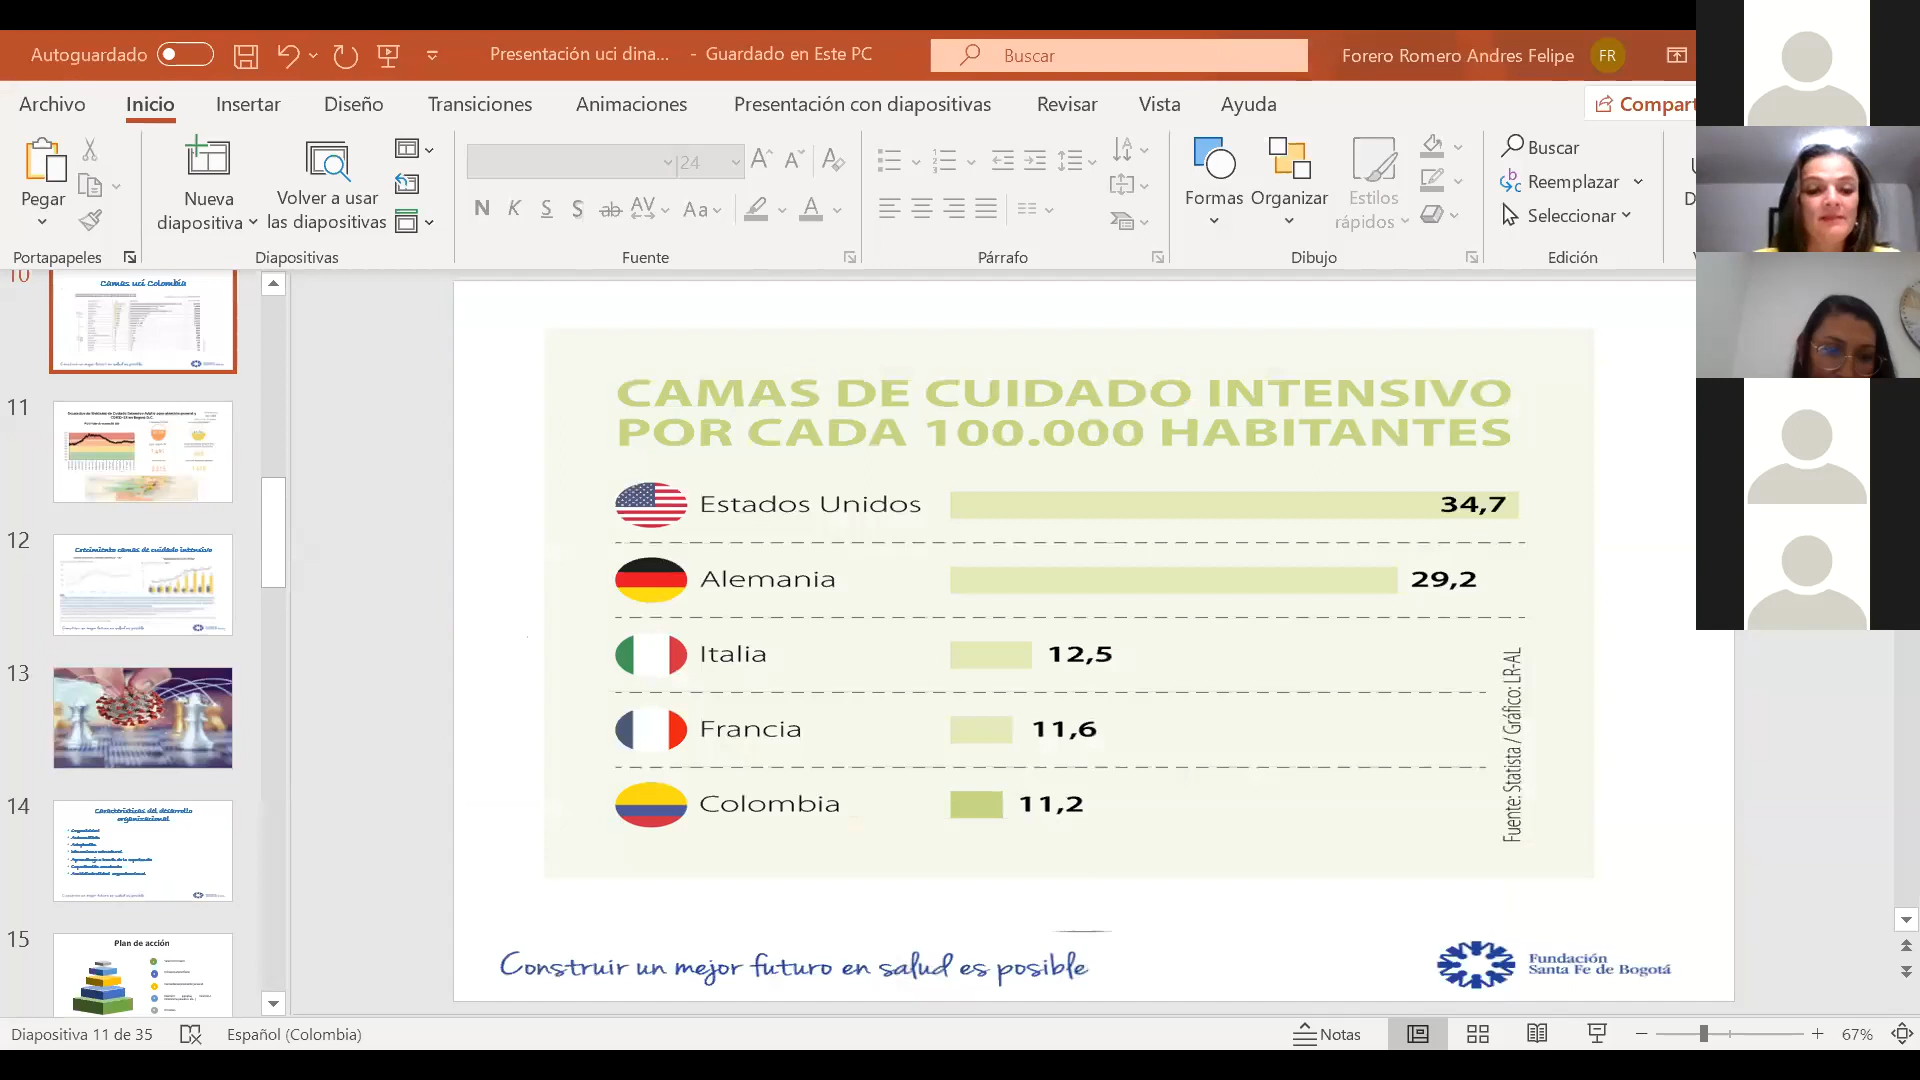 Autoguardado
Presentación uci dina... - Guardado en Este PC
Buscar
Forero Romero Andres Felipe
FR
Archivo
Inicio
Insertar
Diseño
Transiciones
Animaciones
Presentación con diapositivas
Revisar
Vista
Ayuda
Compart
Pegar
Nueva diapositiva
Volver a usar las diapositivas
24
N K S S ab AV Aa A
Formas
Organizar
Estilos rápidos
Buscar
Reemplazar
Seleccionar
D
Portapapeles
Diapositivas
Fuente
Párrafo
Dibujo
Edición
10
Camas uci Colombia
11
12
Crecimiento camas de cuidado intensivo
13
14
Características del desarrollo
organizacional
15
Plan de acción
CAMAS DE CUIDADO INTENSIVO
POR CADA 100.000 HABITANTES
Estados Unidos 34,7
Alemania 29,2
Italia 12,5
Francia 11,6
Colombia 11,2
Fuente: Statista / Gráfico: LR-AL
Construir un mejor futuro en salud es posible
Fundación
Santa Fe de Bogotá
Diapositiva 11 de 35
Español (Colombia)
Notas
67%